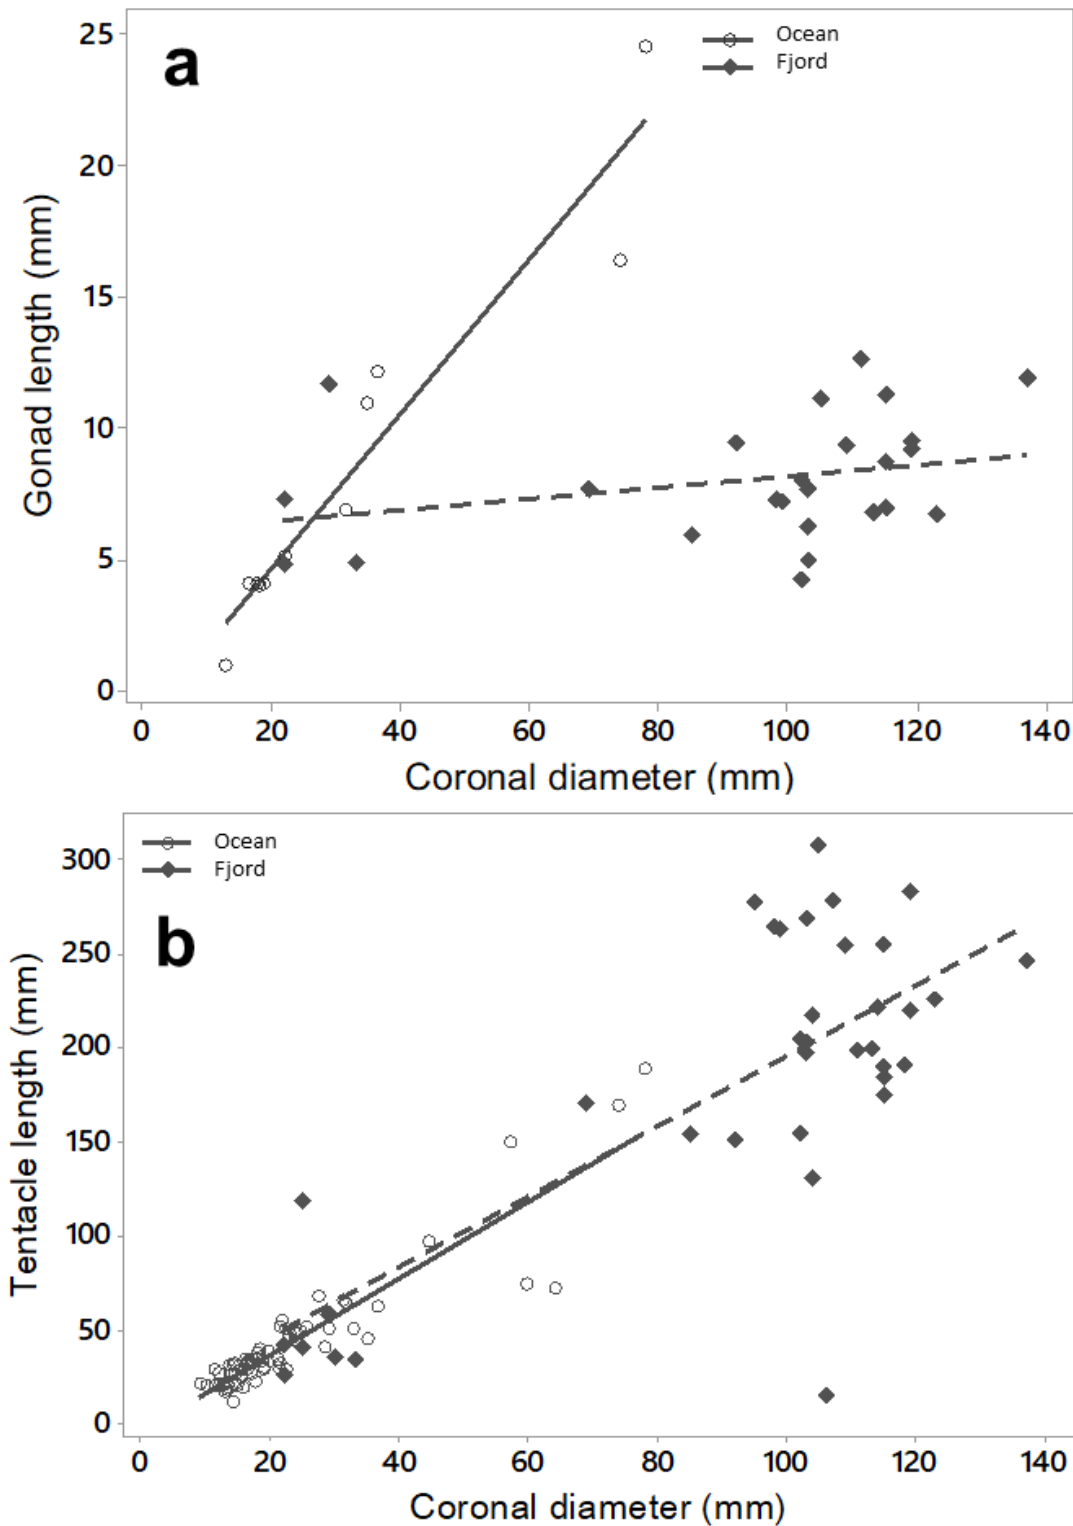 a
Ocean
Fjord
25
20
15
10
5
0
Gonad length (mm)
0 20 40 60 80 100 120 140
Coronal diameter (mm)
Ocean
Fjord
b
300
250
200
150
100
50
0
Tentacle length (mm)
0 20 40 60 80 100 120 140
Coronal diameter (mm)